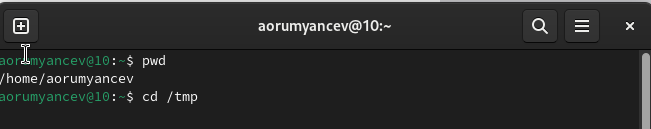 aorumyancev@10:~
aorumyancev@10:~$ pwd
/home/aorumyancev
aorumyancev@10:~$ cd /tmp